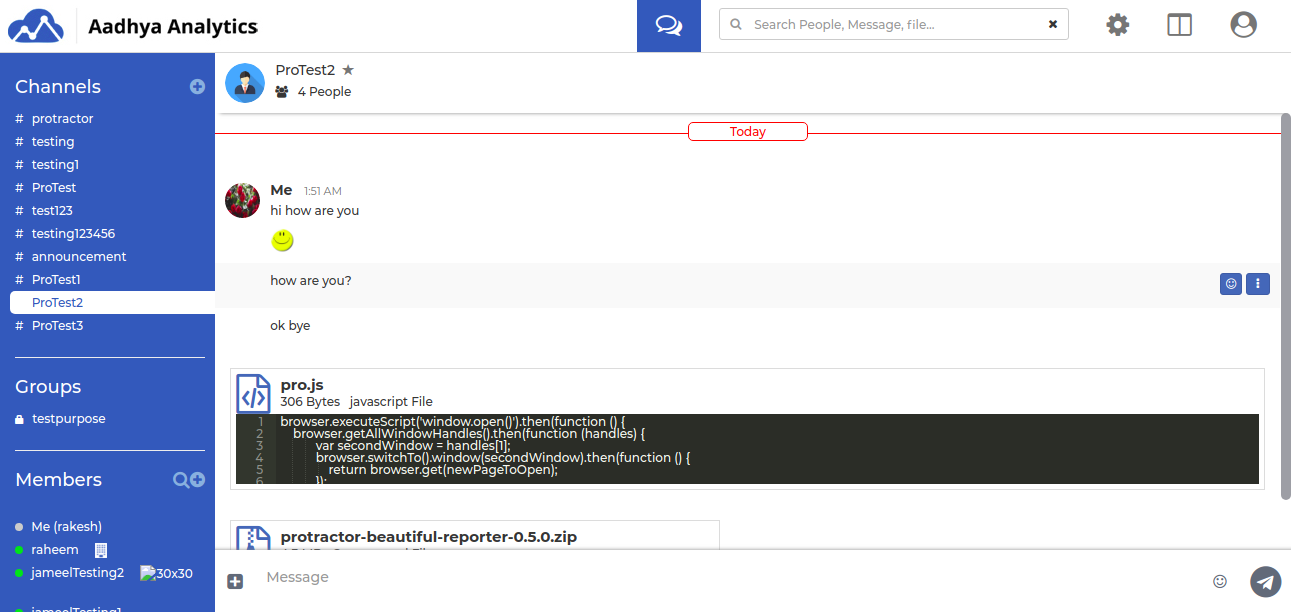 Aadhya Analytics
Search People, Message, file...
Channels
# protractor
# testing
# testing1
# ProTest
# test123
# testing123456
# announcement
# ProTest1
ProTest2
# ProTest3
Groups
testpurpose
Members
Me (rakesh)
raheem
jameelTesting2 30x30
jameelTesting1
ProTest2
4 People
Today
Me 1:51 AM
hi how are you
how are you?
ok bye
pro.js
306 Bytes javascript File
1 browser.executeScript('window.open()').then(function () {
2 browser.getAllWindowHandles().then(function (handles) {
3 var secondWindow = handles[1];
4 browser.switchTo().window(secondWindow).then(function () {
5 return browser.get(newPageToOpen);
6 });
protractor-beautiful-reporter-0.5.0.zip
Message